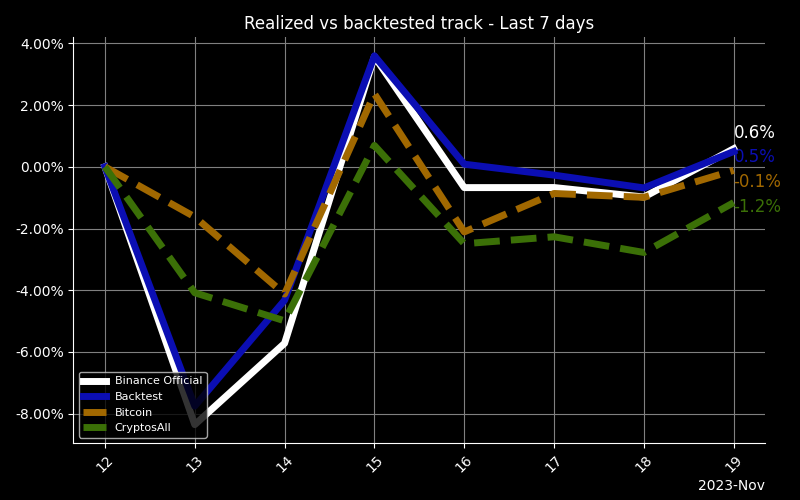 Realized vs backtested track - Last 7 days
4.00%
2.00%
0.00%
-2.00%
-4.00%
-6.00%
-8.00%
0.6%
0.5%
-0.1%
-1.2%
Binance Official
Backtest
Bitcoin
CryptosAll
12 13 14 15 16 17 18 19
2023-Nov